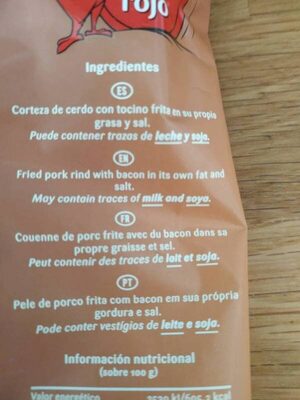 rojo
Ingredientes
ES
Corteza de cerdo con tocino frita en su propia
grasa y sal.
Puede contener trazas de leche y soja.
EN
Fried pork rind with bacon in its own fat and
salt.
May contain traces of milk and soya.
FR
Couenne de porc frite avec du bacon dans sa
propre graisse et sel.
Peut contenir des traces de lait et soja.
PT
Pele de porco frita com bacon em sua própria
gordura e sal.
Pode conter vestígios de leite e soja.
Información nutricional
(sobre 100 g)
Valor energético